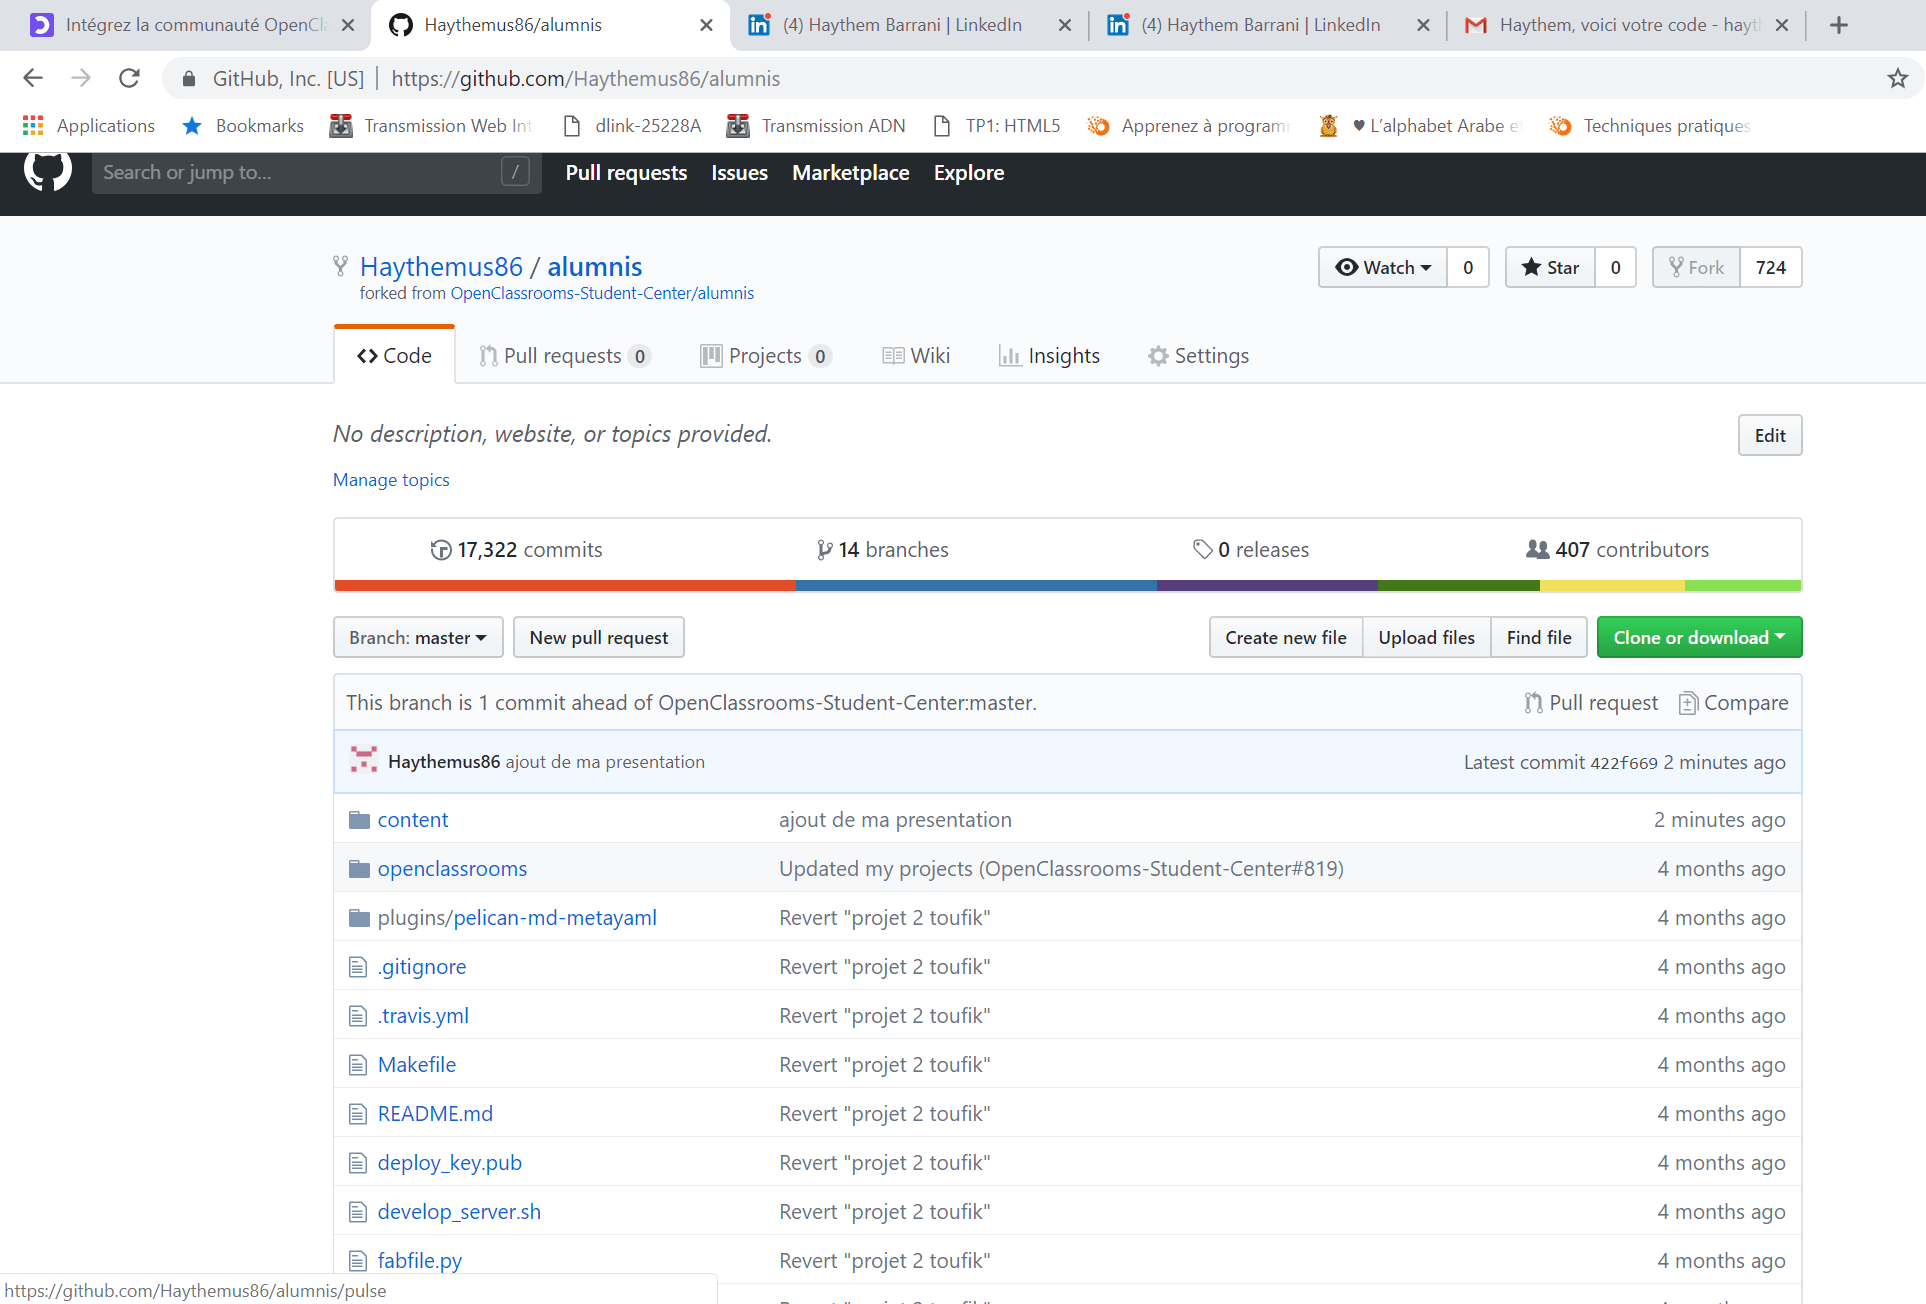 Intégrez la communauté OpenCla
Haythemus86/alumnis
(4) Haythem Barrani | LinkedIn
(4) Haythem Barrani | LinkedIn
Haythem, voici votre code - hayt
GitHub, Inc. [US] | https://github.com/Haythemus86/alumnis
Applications
Bookmarks
Transmission Web Int
dlink-25228A
Transmission ADN
TP1: HTML5
Apprenez à program
♥ L'alphabet Arabe e
Techniques pratiques
Search or jump to... /
Pull requests Issues Marketplace Explore
Haythemus86 / alumnis
forked from OpenClassrooms-Student-Center/alumnis
Watch 0
Star 0
Fork 724
Code
Pull requests 0
Projects 0
Wiki
Insights
Settings
No description, website, or topics provided.
Edit
Manage topics
17,322 commits
14 branches
0 releases
407 contributors
Branch: master
New pull request
Create new file
Upload files
Find file
Clone or download
This branch is 1 commit ahead of OpenClassrooms-Student-Center:master.
Pull request
Compare
Haythemus86 ajout de ma presentation
Latest commit 422f669 2 minutes ago
content ajout de ma presentation 2 minutes ago
openclassrooms Updated my projects (OpenClassrooms-Student-Center#819) 4 months ago
plugins/pelican-md-metayaml Revert "projet 2 toufik" 4 months ago
.gitignore Revert "projet 2 toufik" 4 months ago
.travis.yml Revert "projet 2 toufik" 4 months ago
Makefile Revert "projet 2 toufik" 4 months ago
README.md Revert "projet 2 toufik" 4 months ago
deploy_key.pub Revert "projet 2 toufik" 4 months ago
develop_server.sh Revert "projet 2 toufik" 4 months ago
fabfile.py Revert "projet 2 toufik" 4 months ago
https://github.com/Haythemus86/alumnis/pulse